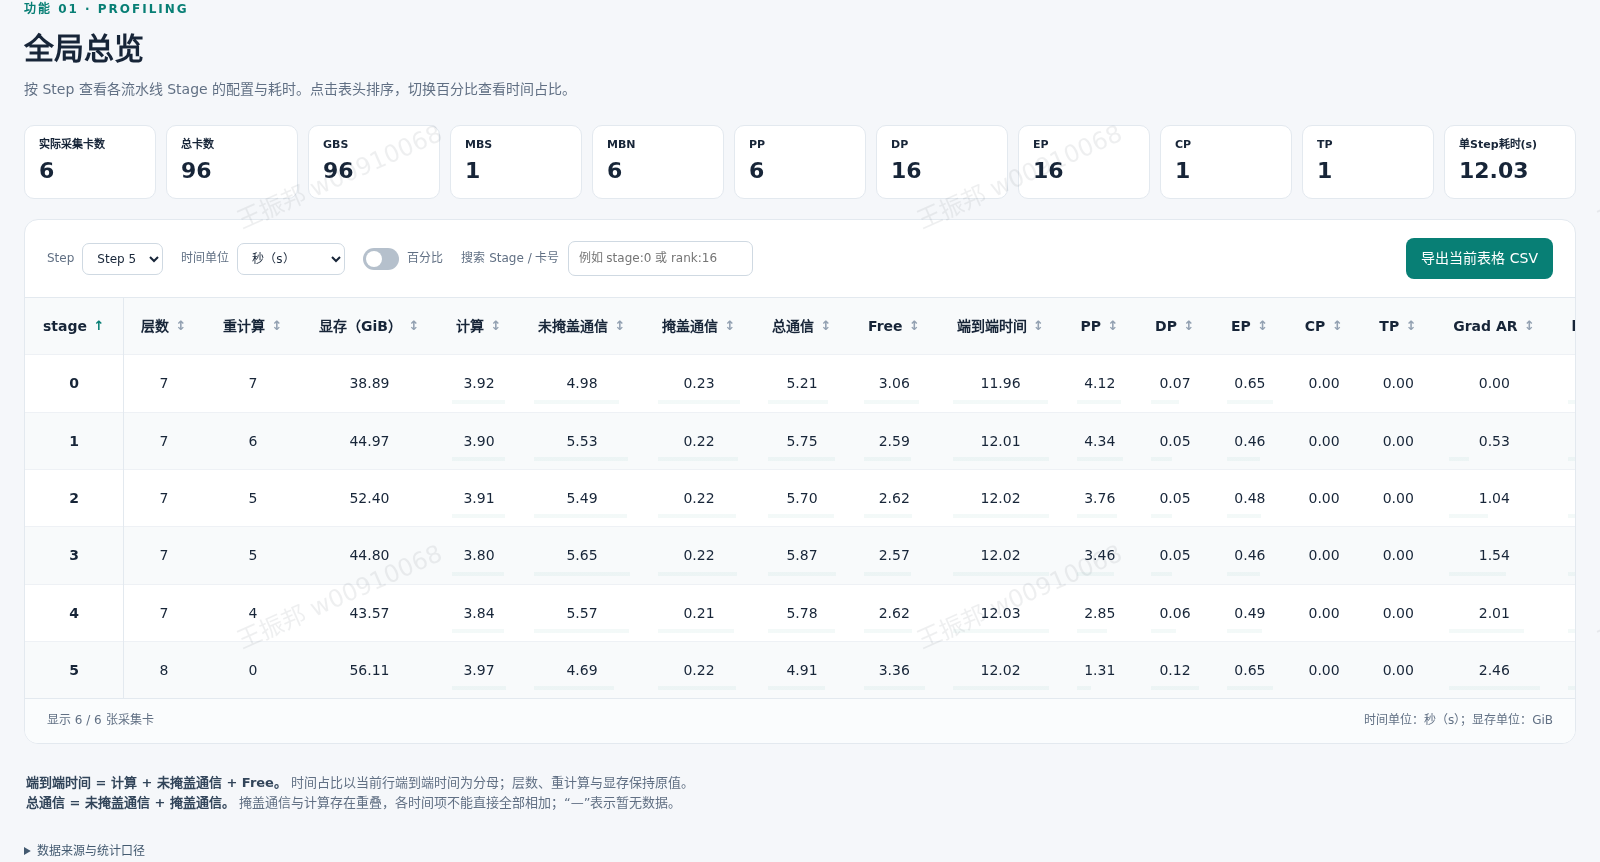 功能 01 · PROFILING
全局总览
按 Step 查看各流水线 Stage 的配置与耗时。点击表头排序，切换百分比查看时间占比。
实际采集卡数 总卡数 GBS MBS MBN PP DP EP CP TP 单Step耗时(s)
6 96 96 1 6 6 16 16 1 1 12.03
Step Step 5 时间单位 秒（s） 百分比 搜索 Stage / 卡号 例如 stage:0 或 rank:16 导出当前表格 CSV
stage ↑ 层数 ↕ 重计算 ↕ 显存（GiB） ↕ 计算 ↕ 未掩盖通信 ↕ 掩盖通信 ↕ 总通信 ↕ Free ↕ 端到端时间 ↕ PP ↕ DP ↕ EP ↕ CP ↕ TP ↕ Grad AR ↕
0 7 7 38.89 3.92 4.98 0.23 5.21 3.06 11.96 4.12 0.07 0.65 0.00 0.00 0.00
1 7 6 44.97 3.90 5.53 0.22 5.75 2.59 12.01 4.34 0.05 0.46 0.00 0.00 0.53
2 7 5 52.40 3.91 5.49 0.22 5.70 2.62 12.02 3.76 0.05 0.48 0.00 0.00 1.04
3 7 5 44.80 3.80 5.65 0.22 5.87 2.57 12.02 3.46 0.05 0.46 0.00 0.00 1.54
4 7 4 43.57 3.84 5.57 0.21 5.78 2.62 12.03 2.85 0.06 0.49 0.00 0.00 2.01
5 8 0 56.11 3.97 4.69 0.22 4.91 3.36 12.02 1.31 0.12 0.65 0.00 0.00 2.46
显示 6 / 6 张采集卡 时间单位：秒（s）；显存单位：GiB
端到端时间 = 计算 + 未掩盖通信 + Free。 时间占比以当前行端到端时间为分母；层数、重计算与显存保持原值。
总通信 = 未掩盖通信 + 掩盖通信。 掩盖通信与计算存在重叠，各时间项不能直接全部相加；“—”表示暂无数据。
▶ 数据来源与统计口径
王振邦 w00910068
王振邦 w00910068
王振邦 w00910068
王振邦 w00910068